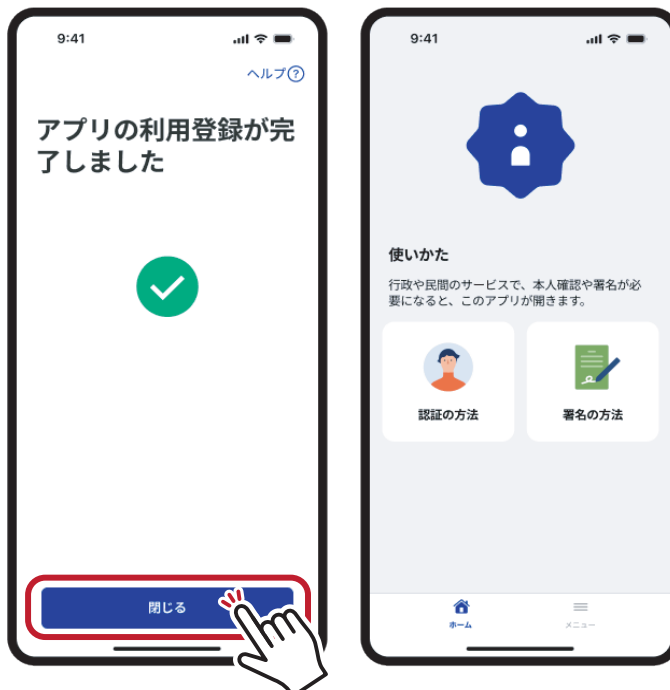 9:41
ヘルプ?
アプリの利用登録が完
了しました
閉じる
9:41
使いかた
行政や民間のサービスで、本人確認や署名が必
要になると、このアプリが開きます。
認証の方法
署名の方法
ホーム
メニュー